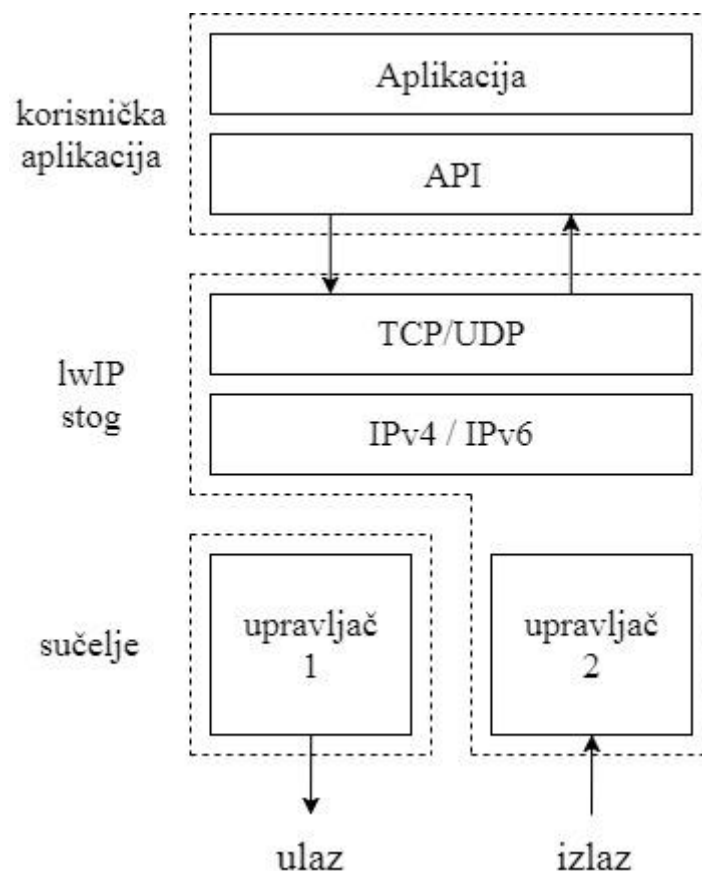 Aplikacija
korisnička
aplikacija
API
TCP/UDP
lwIP
stog
IPv4 / IPv6
sučelje
upravljač
1
upravljač
2
ulaz
izlaz